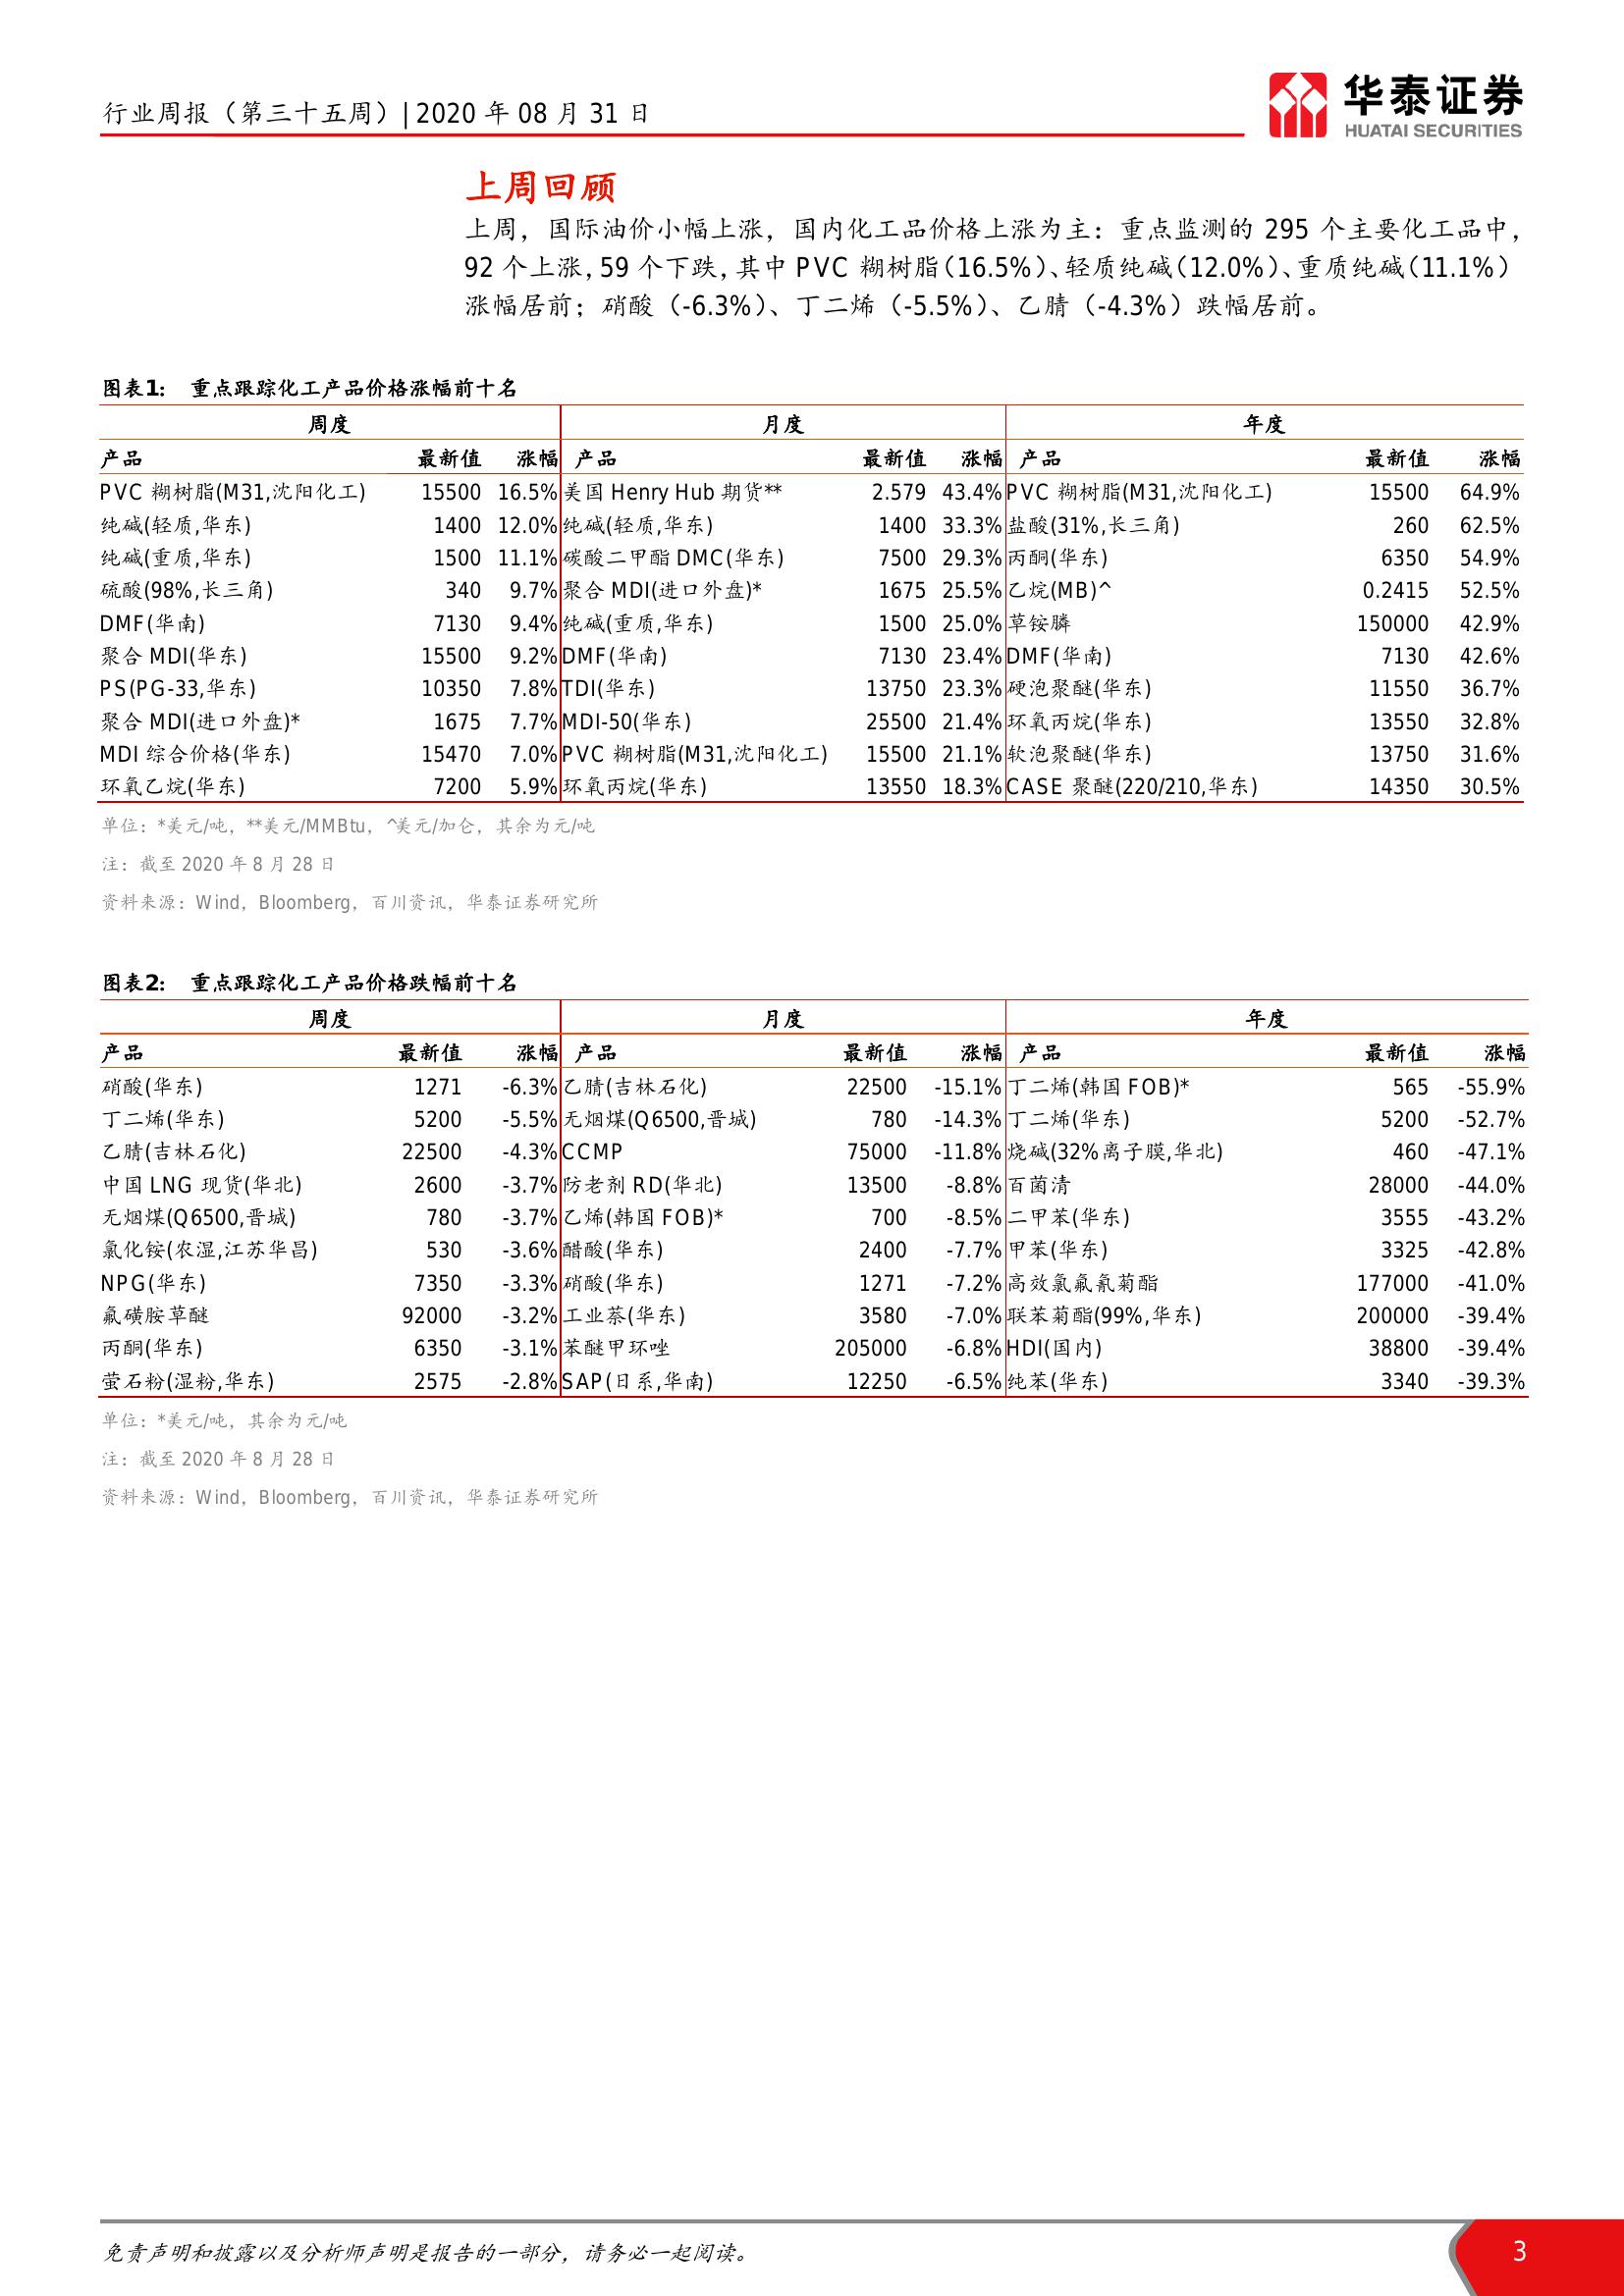 行业周报（第三十五周）| 2020 年 08 月 31 日
华泰证券
HUATAI SECURITIES
上周回顾
上周，国际油价小幅上涨，国内化工品价格上涨为主：重点监测的 295 个主要化工品中，
92 个上涨，59 个下跌，其中 PVC 糊树脂（16.5%）、轻质纯碱（12.0%）、重质纯碱（11.1%）
涨幅居前；硝酸（-6.3%）、丁二烯（-5.5%）、乙腈（-4.3%）跌幅居前。
图表1： 重点跟踪化工产品价格涨幅前十名
周度 月度 年度
产品 最新值 涨幅 产品 最新值 涨幅 产品 最新值 涨幅
PVC 糊树脂(M31,沈阳化工) 15500 16.5% 美国 Henry Hub 期货** 2.579 43.4% PVC 糊树脂(M31,沈阳化工) 15500 64.9%
纯碱(轻质,华东) 1400 12.0% 纯碱(轻质,华东) 1400 33.3% 盐酸(31%,长三角) 260 62.5%
纯碱(重质,华东) 1500 11.1% 碳酸二甲酯 DMC(华东) 7500 29.3% 丙酮(华东) 6350 54.9%
硫酸(98%,长三角) 340 9.7% 聚合 MDI(进口外盘)* 1675 25.5% 乙烷(MB)^ 0.2415 52.5%
DMF(华南) 7130 9.4% 纯碱(重质,华东) 1500 25.0% 草铵膦 150000 42.9%
聚合 MDI(华东) 15500 9.2% DMF(华南) 7130 23.4% DMF(华南) 7130 42.6%
PS(PG-33,华东) 10350 7.8% TDI(华东) 13750 23.3% 硬泡聚醚(华东) 11550 36.7%
聚合 MDI(进口外盘)* 1675 7.7% MDI-50(华东) 25500 21.4% 环氧丙烷(华东) 13550 32.8%
MDI 综合价格(华东) 15470 7.0% PVC 糊树脂(M31,沈阳化工) 15500 21.1% 软泡聚醚(华东) 13750 31.6%
环氧乙烷(华东) 7200 5.9% 环氧丙烷(华东) 13550 18.3% CASE 聚醚(220/210,华东) 14350 30.5%
单位：*美元/吨，**美元/MMBtu，^美元/加仑，其余为元/吨
注：截至 2020 年 8 月 28 日
资料来源：Wind，Bloomberg，百川资讯，华泰证券研究所
图表2： 重点跟踪化工产品价格跌幅前十名
周度 月度 年度
产品 最新值 涨幅 产品 最新值 涨幅 产品 最新值 涨幅
硝酸(华东) 1271 -6.3% 乙腈(吉林石化) 22500 -15.1% 丁二烯(韩国 FOB)* 565 -55.9%
丁二烯(华东) 5200 -5.5% 无烟煤(Q6500,晋城) 780 -14.3% 丁二烯(华东) 5200 -52.7%
乙腈(吉林石化) 22500 -4.3% CCMP 75000 -11.8% 烧碱(32%离子膜,华北) 460 -47.1%
中国 LNG 现货(华北) 2600 -3.7% 防老剂 RD(华北) 13500 -8.8% 百菌清 28000 -44.0%
无烟煤(Q6500,晋城) 780 -3.7% 乙烯(韩国 FOB)* 700 -8.5% 二甲苯(华东) 3555 -43.2%
氯化铵(农湿,江苏华昌) 530 -3.6% 醋酸(华东) 2400 -7.7% 甲苯(华东) 3325 -42.8%
NPG(华东) 7350 -3.3% 硝酸(华东) 1271 -7.2% 高效氯氟氰菊酯 177000 -41.0%
氟磺胺草醚 92000 -3.2% 工业萘(华东) 3580 -7.0% 联苯菊酯(99%,华东) 200000 -39.4%
丙酮(华东) 6350 -3.1% 苯醚甲环唑 205000 -6.8% HDI(国内) 38800 -39.4%
萤石粉(湿粉,华东) 2575 -2.8% SAP(日系,华南) 12250 -6.5% 纯苯(华东) 3340 -39.3%
单位：*美元/吨，其余为元/吨
注：截至 2020 年 8 月 28 日
资料来源：Wind，Bloomberg，百川资讯，华泰证券研究所
免责声明和披露以及分析师声明是报告的一部分，请务必一起阅读。
3